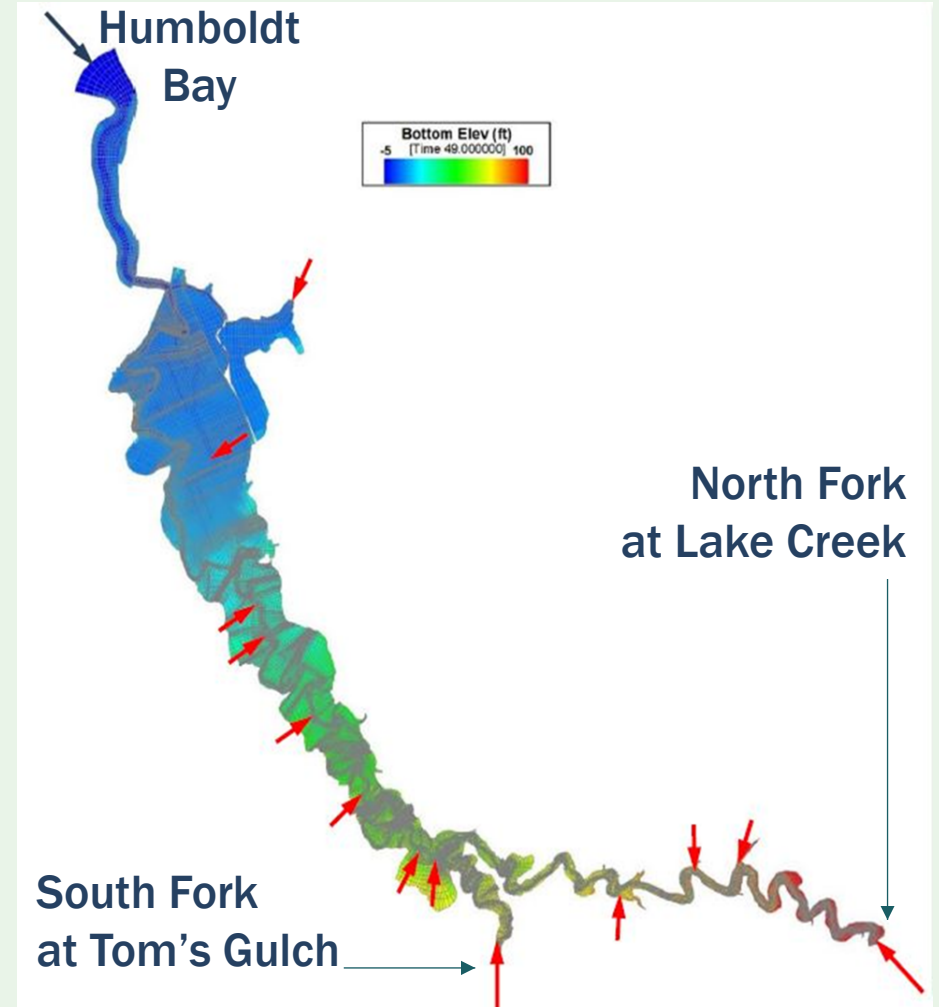 Humboldt
Bay
Bottom Elev (ft)
-5 [Time 49.000000] 100
North Fork
at Lake Creek
South Fork
at Tom's Gulch